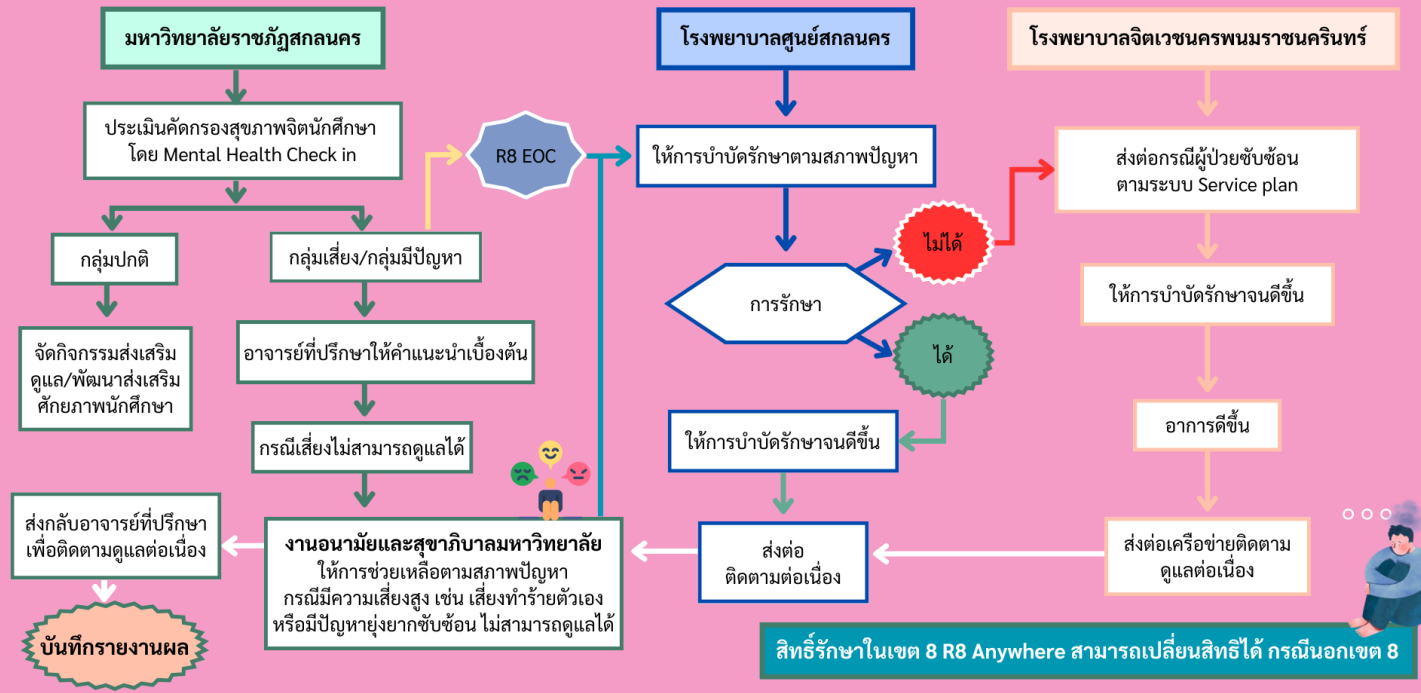 มหาวิทยาลัยราชภัฏสกลนคร
ประเมินคัดกรองสุขภาพจิตนักศึกษา
โดย Mental Health Check in
กลุ่มปกติ
กลุ่มเสี่ยง/กลุ่มมีปัญหา
จัดกิจกรรมส่งเสริม
ดูแล/พัฒนาส่งเสริม
ศักยภาพนักศึกษา
อาจารย์ที่ปรึกษาให้คำแนะนำเบื้องต้น
กรณีเสี่ยงไม่สามารถดูแลได้
งานอนามัยและสุขาภิบาลมหาวิทยาลัย
ให้การช่วยเหลือตามสภาพปัญหา
กรณีมีความเสี่ยงสูง เช่น เสี่ยงทำร้ายตัวเอง
หรือมีปัญหายุ่งยากซับซ้อน ไม่สามารถดูแลได้
ส่งกลับอาจารย์ที่ปรึกษา
เพื่อติดตามดูแลต่อเนื่อง
บันทึกรายงานผล
R8 EOC
โรงพยาบาลศูนย์สกลนคร
ให้การบำบัดรักษาตามสภาพปัญหา
การรักษา
ไม่ได้
ได้
ให้การบำบัดรักษาจนดีขึ้น
ส่งต่อ
ติดตามต่อเนื่อง
โรงพยาบาลจิตเวชนครพนมราชนครินทร์
ส่งต่อกรณีผู้ป่วยซับซ้อน
ตามระบบ Service plan
ให้การบำบัดรักษาจนดีขึ้น
อาการดีขึ้น
ส่งต่อเครือข่ายติดตาม
ดูแลต่อเนื่อง
สิทธิ์รักษาในเขต 8 R8 Anywhere สามารถเปลี่ยนสิทธิได้ กรณีนอกเขต 8